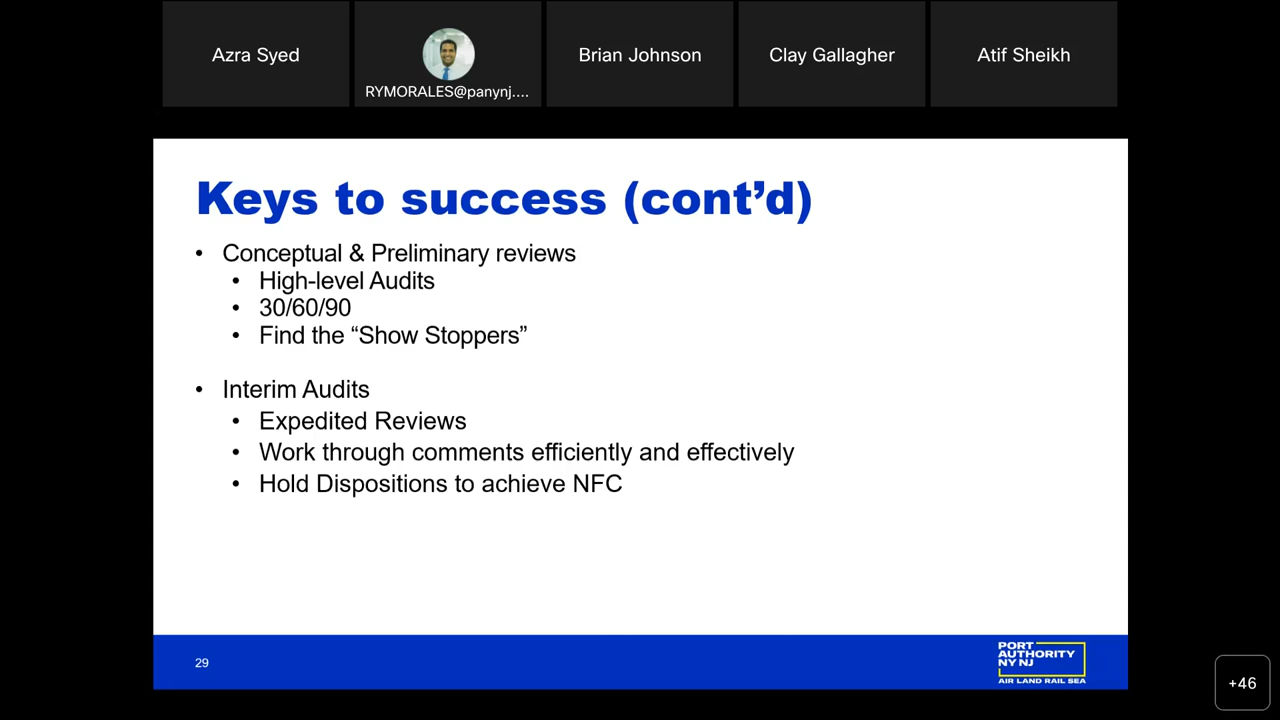 Azra Syed
RYMORALES@panynj....
Brian Johnson
Clay Gallagher
Atif Sheikh
Keys to success (cont’d)
• Conceptual & Preliminary reviews
• High-level Audits
• 30/60/90
• Find the “Show Stoppers”
• Interim Audits
• Expedited Reviews
• Work through comments efficiently and effectively
• Hold Dispositions to achieve NFC
29
PORT
AUTHORITY
NY NJ
AIR LAND RAIL SEA
+46